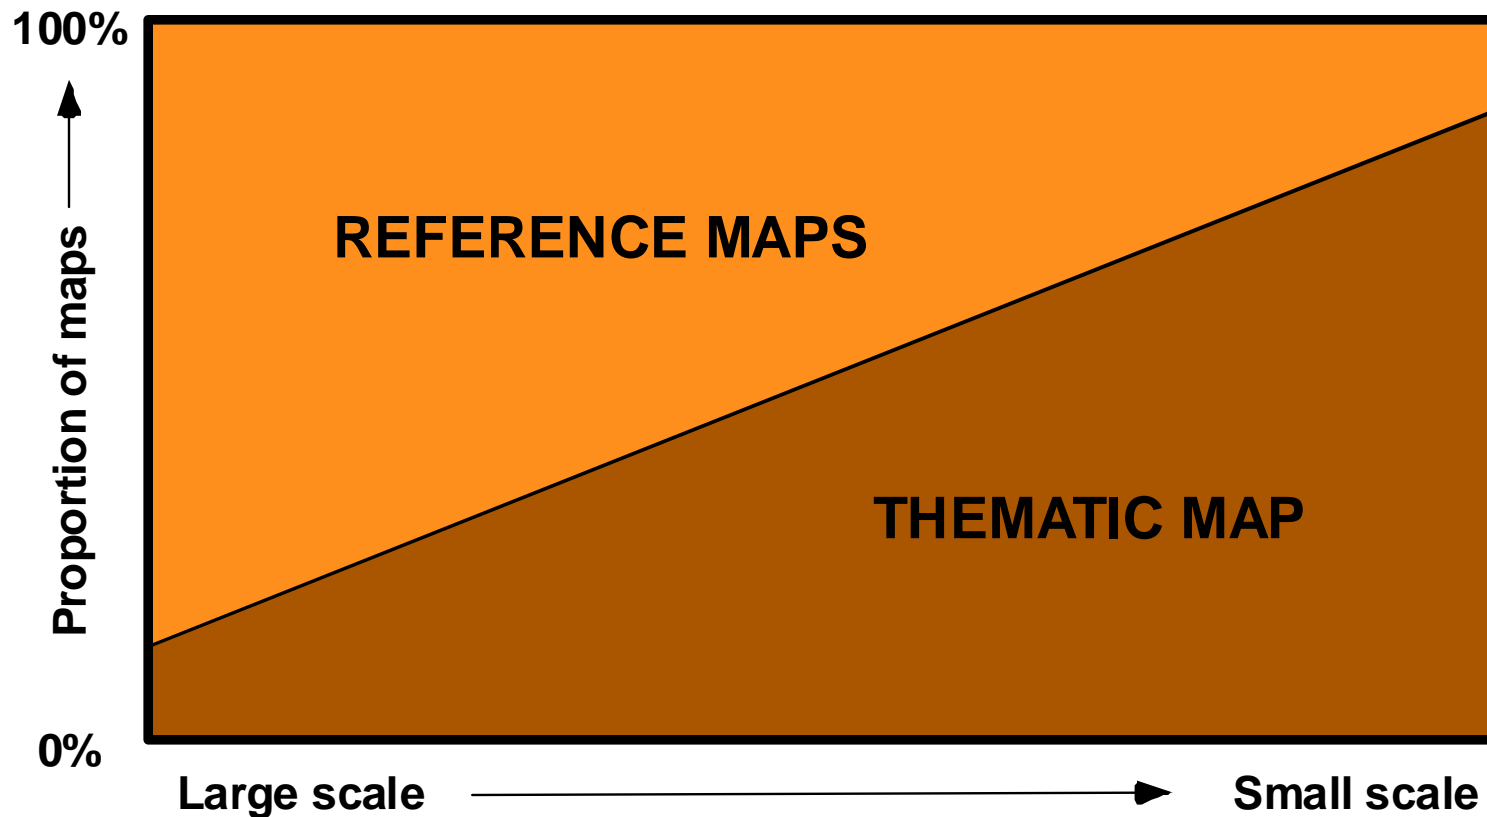 100%
Proportion of maps
REFERENCE MAPS
THEMATIC MAP
0%
Large scale
Small scale